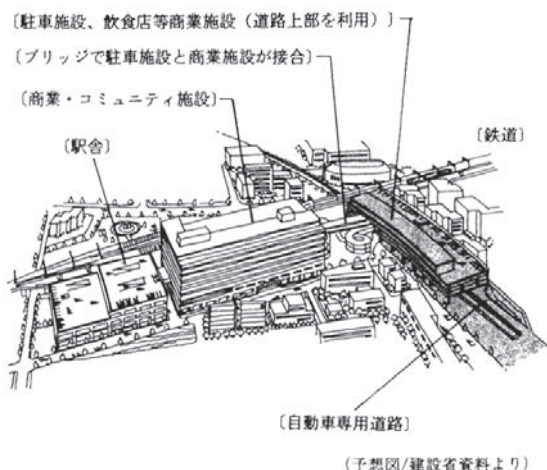 〔駐車施設、飲食店等商業施設（道路上部を利用）〕
〔ブリッジで駐車施設と商業施設が接合〕
〔商業・コミュニティ施設〕
〔駅舎〕
〔鉄道〕
〔自動車専用道路〕
（予想図/建設省資料より）